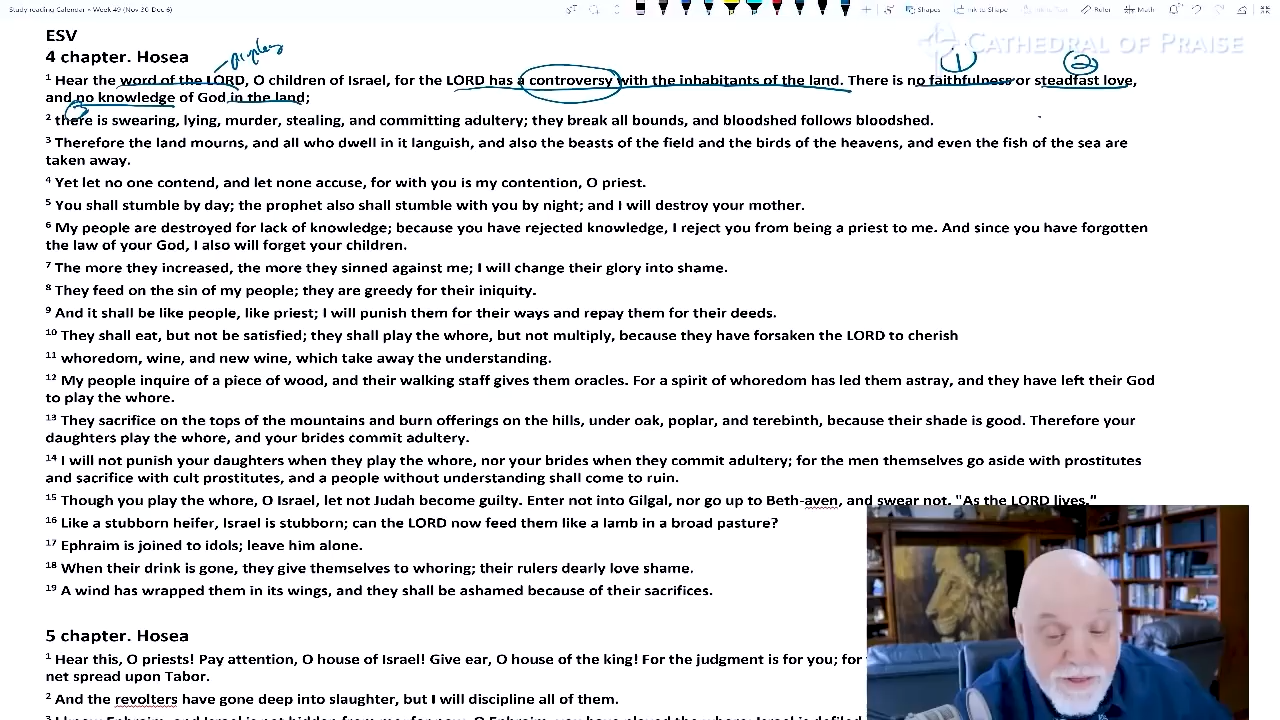 Study reading Calendar - Week 49 (Nov 30-Dec 6)
Shapes
Ink to Shape
Ink to Text
Ruler
Math
CATHEDRAL OF PRAISE
ESV
4 chapter. Hosea
1 2
1 Hear the word of the LORD, O children of Israel, for the LORD has a controversy with the inhabitants of the land. There is no faithfulness or steadfast love,
and no knowledge of God in the land;
3
2 there is swearing, lying, murder, stealing, and committing adultery; they break all bounds, and bloodshed follows bloodshed.
3 Therefore the land mourns, and all who dwell in it languish, and also the beasts of the field and the birds of the heavens, and even the fish of the sea are
taken away.
4 Yet let no one contend, and let none accuse, for with you is my contention, O priest.
5 You shall stumble by day; the prophet also shall stumble with you by night; and I will destroy your mother.
6 My people are destroyed for lack of knowledge; because you have rejected knowledge, I reject you from being a priest to me. And since you have forgotten
the law of your God, I also will forget your children.
7 The more they increased, the more they sinned against me; I will change their glory into shame.
8 They feed on the sin of my people; they are greedy for their iniquity.
9 And it shall be like people, like priest; I will punish them for their ways and repay them for their deeds.
10 They shall eat, but not be satisfied; they shall play the whore, but not multiply, because they have forsaken the LORD to cherish
11 whoredom, wine, and new wine, which take away the understanding.
12 My people inquire of a piece of wood, and their walking staff gives them oracles. For a spirit of whoredom has led them astray, and they have left their God
to play the whore.
13 They sacrifice on the tops of the mountains and burn offerings on the hills, under oak, poplar, and terebinth, because their shade is good. Therefore your
daughters play the whore, and your brides commit adultery.
14 I will not punish your daughters when they play the whore, nor your brides when they commit adultery; for the men themselves go aside with prostitutes
and sacrifice with cult prostitutes, and a people without understanding shall come to ruin.
15 Though you play the whore, O Israel, let not Judah become guilty. Enter not into Gilgal, nor go up to Beth-aven, and swear not, "As the LORD lives."
16 Like a stubborn heifer, Israel is stubborn; can the LORD now feed them like a lamb in a broad pasture?
17 Ephraim is joined to idols; leave him alone.
18 When their drink is gone, they give themselves to whoring; their rulers dearly love shame.
19 A wind has wrapped them in its wings, and they shall be ashamed because of their sacrifices.
5 chapter. Hosea
1 Hear this, O priests! Pay attention, O house of Israel! Give ear, O house of the king! For the judgment is for you; for
net spread upon Tabor.
2 And the revolters have gone deep into slaughter, but I will discipline all of them.